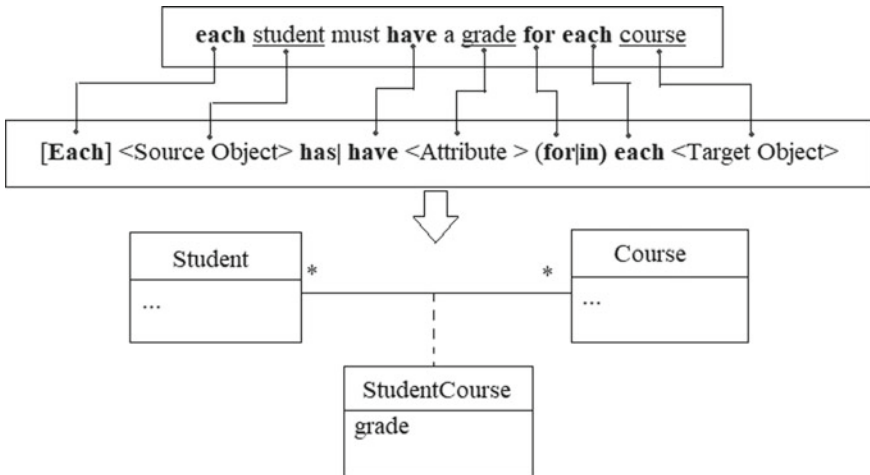 each student must have a grade for each course
[Each] <Source Object> has| have <Attribute > (for|in) each <Target Object>
Student
Course
*
*
...
...
StudentCourse
grade